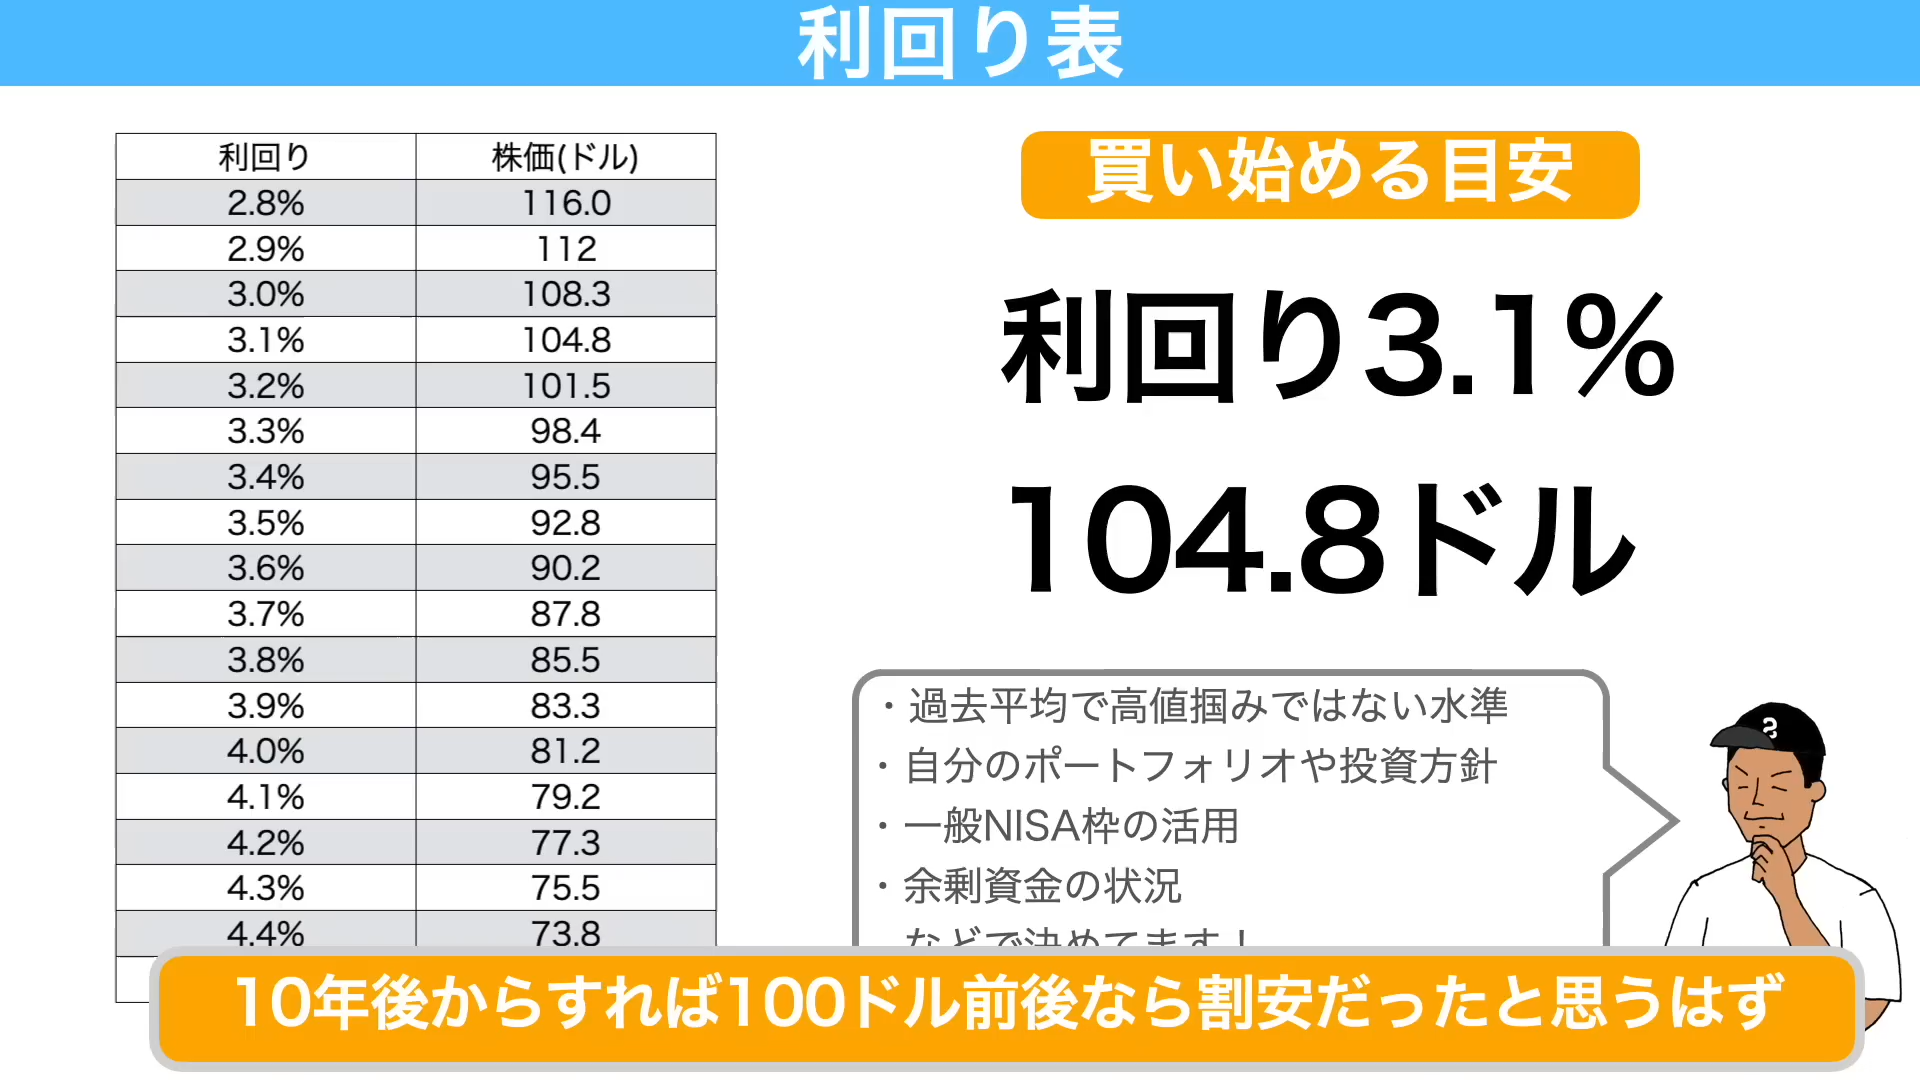 利回り表
利回り 株価(ドル)
2.8% 116.0
2.9% 112
3.0% 108.3
3.1% 104.8
3.2% 101.5
3.3% 98.4
3.4% 95.5
3.5% 92.8
3.6% 90.2
3.7% 87.8
3.8% 85.5
3.9% 83.3
4.0% 81.2
4.1% 79.2
4.2% 77.3
4.3% 75.5
4.4% 73.8
買い始める目安
利回り3.1%
104.8ドル
・過去平均で高値掴みではない水準
・自分のポートフォリオや投資方針
・一般NISA枠の活用
・余剰資金の状況
などで決めてます！
10年後からすれば100ドル前後なら割安だったと思うはず